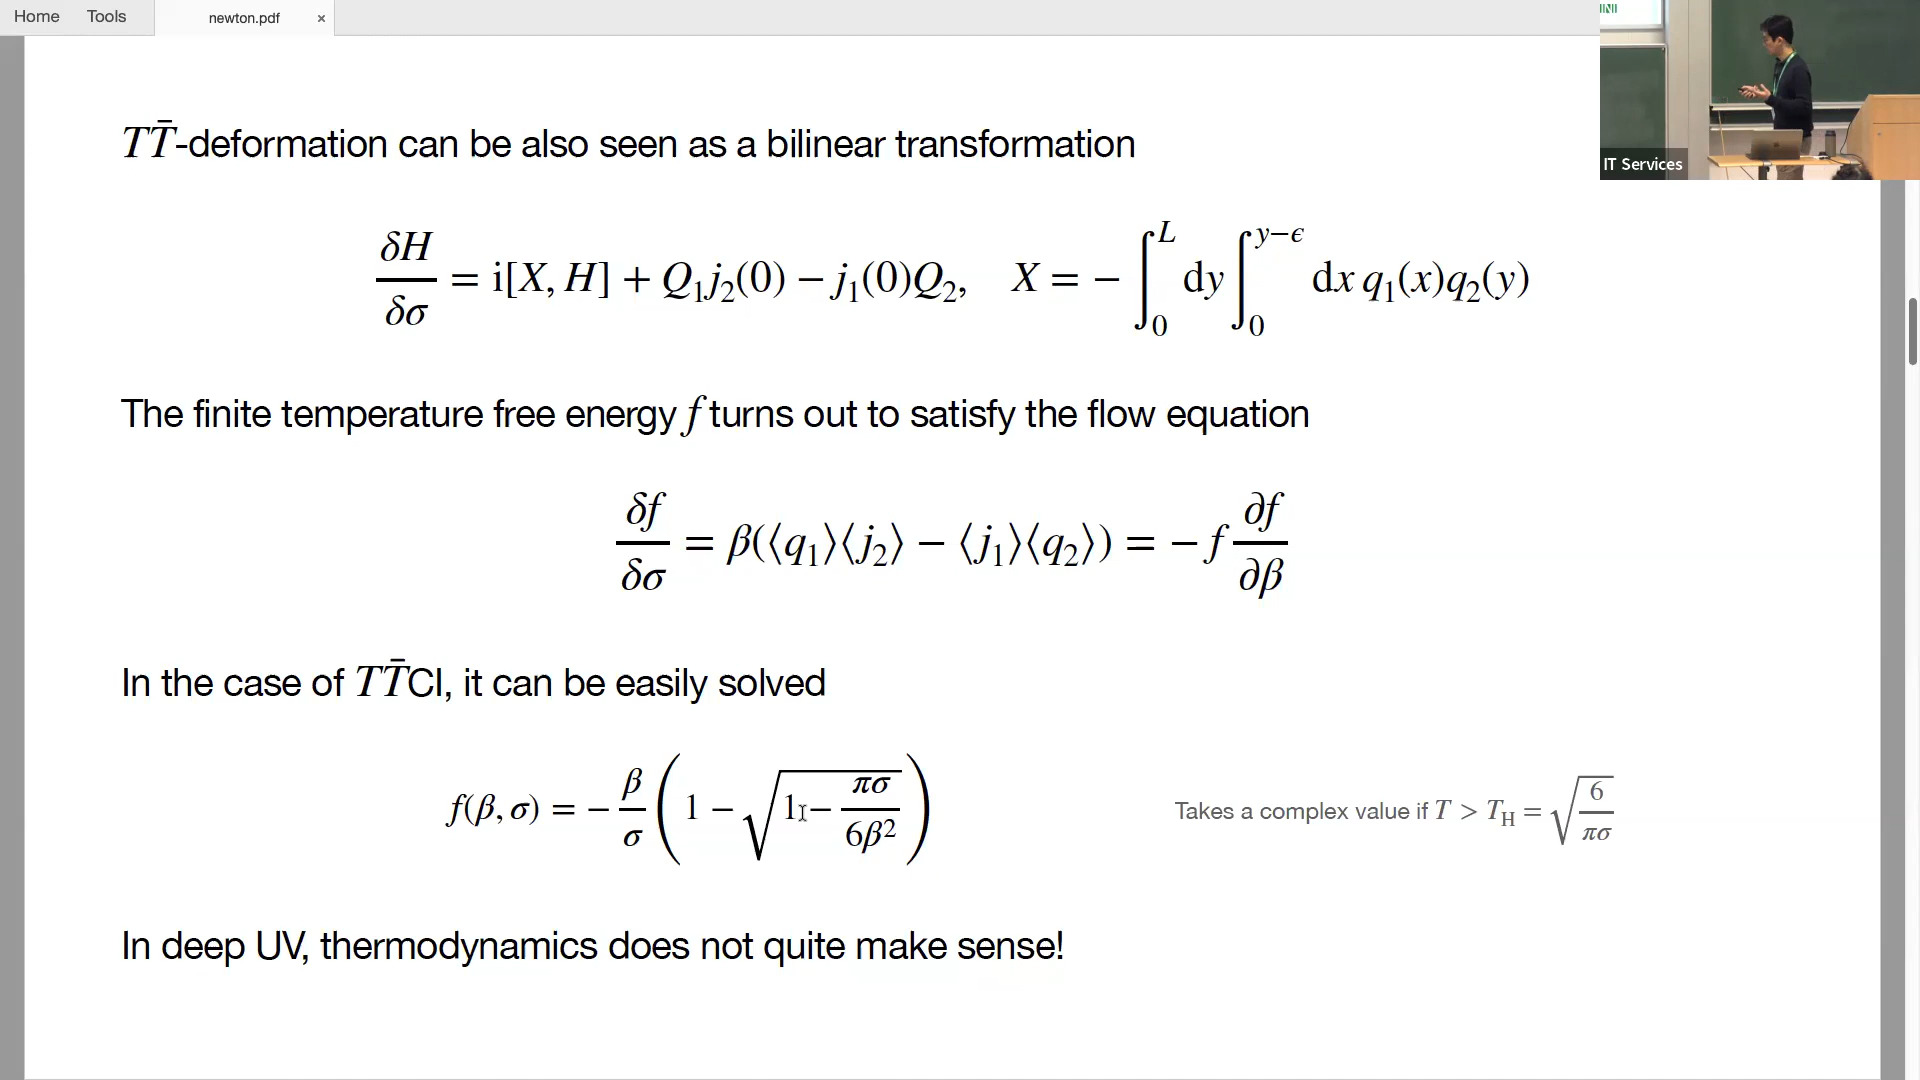 Home Tools newton.pdf ×
IINI
IT Services
TT̄-deformation can be also seen as a bilinear transformation
δH/δσ = i[X, H] + Q₁j₂(0) − j₁(0)Q₂, X = − ∫₀ᴸ dy ∫₀^{y−ϵ} dx q₁(x)q₂(y)
The finite temperature free energy f turns out to satisfy the flow equation
δf/δσ = β(⟨q₁⟩⟨j₂⟩ − ⟨j₁⟩⟨q₂⟩) = − f ∂f/∂β
In the case of TT̄CI, it can be easily solved
f(β, σ) = − β/σ (1 − √(1 − πσ/6β²))
Takes a complex value if T > T_H = √(6/πσ)
In deep UV, thermodynamics does not quite make sense!